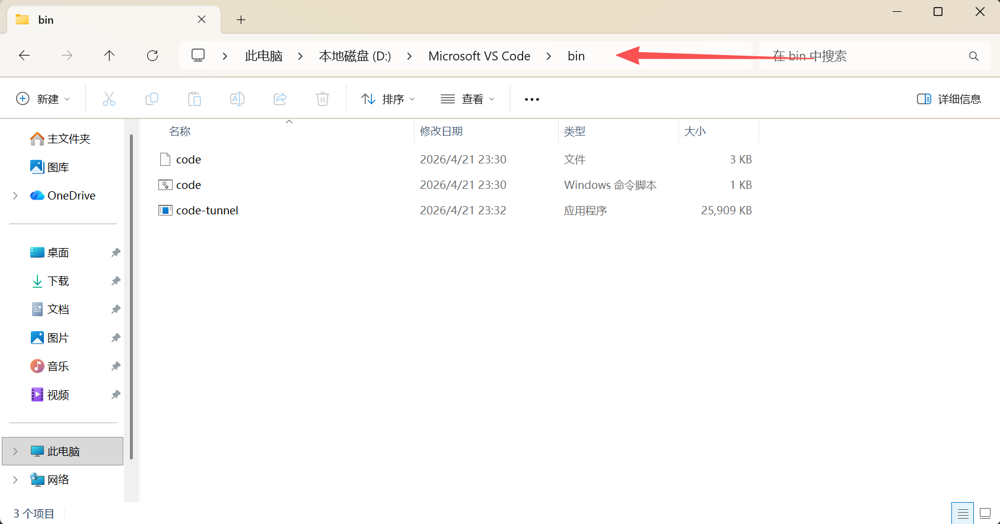 bin
此电脑 本地磁盘 (D:) Microsoft VS Code bin
在 bin 中搜索
新建 排序 查看 详细信息
名称 修改日期 类型 大小
code 2026/4/21 23:30 文件 3 KB
code 2026/4/21 23:30 Windows 命令脚本 1 KB
code-tunnel 2026/4/21 23:32 应用程序 25,909 KB
主文件夹
图库
OneDrive
桌面
下载
文档
图片
音乐
视频
此电脑
网络
3 个项目